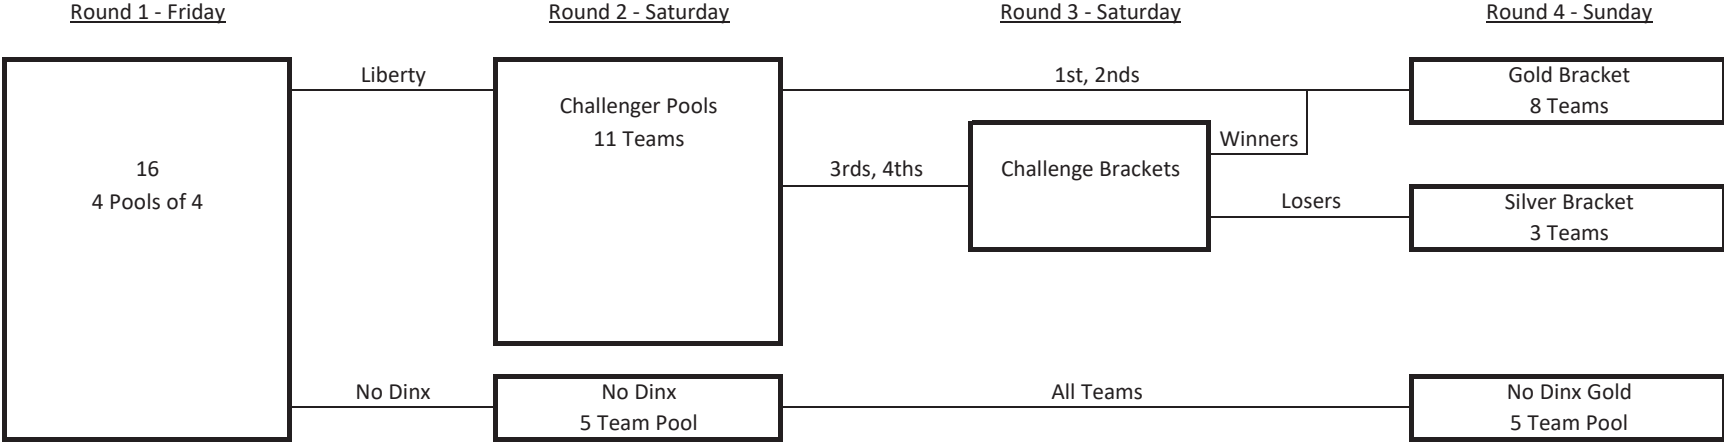 Round 1 - Friday
Round 2 - Saturday
Round 3 - Saturday
Round 4 - Sunday
Liberty
1st, 2nds
Gold Bracket
8 Teams
Challenger Pools
11 Teams
Winners
16
4 Pools of 4
3rds, 4ths
Challenge Brackets
Losers
Silver Bracket
3 Teams
No Dinx
No Dinx
5 Team Pool
All Teams
No Dinx Gold
5 Team Pool